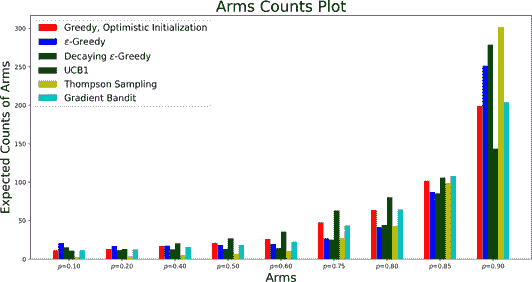 Arms Counts Plot
Greedy, Optimistic Initialization
ε-Greedy
Decaying ε-Greedy
UCB1
Thompson Sampling
Gradient Bandit
Expected Counts of Arms
300
250
200
150
100
50
0
p=0.10 p=0.20 p=0.40 p=0.50 p=0.60 p=0.75 p=0.80 p=0.85 p=0.90
Arms